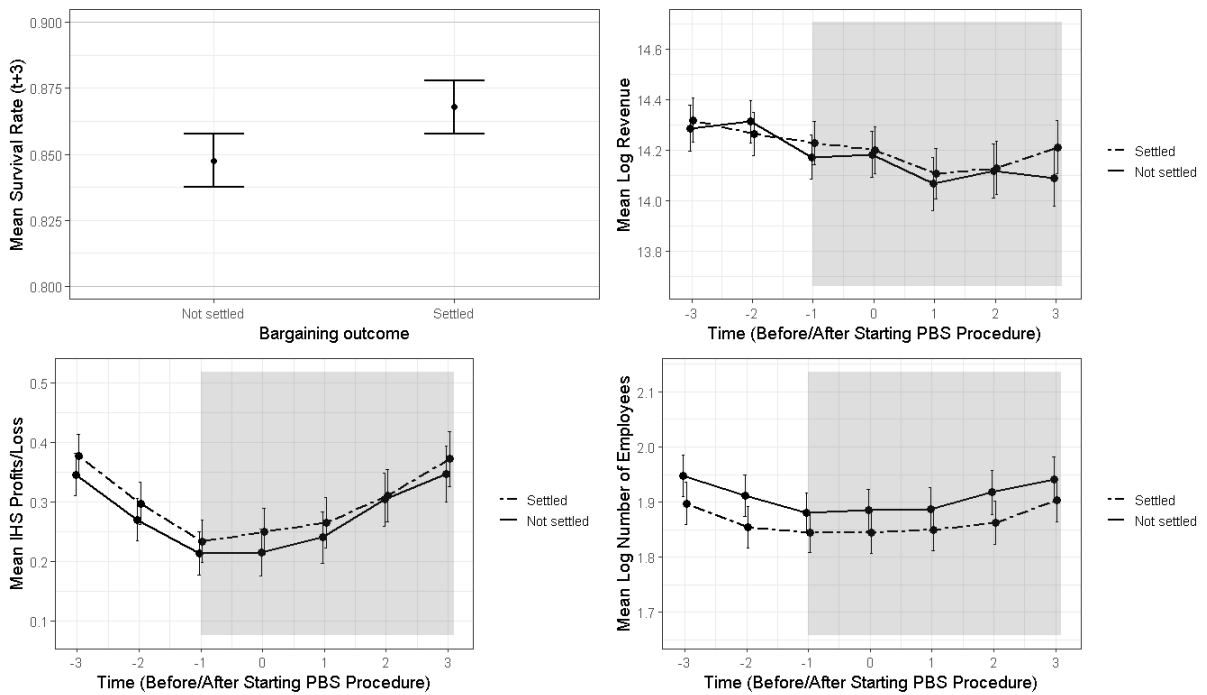 Mean Survival Rate (t+3)
0.900
0.875
0.850
0.825
0.800
Not settled
Settled
Bargaining outcome
Mean Log Revenue
14.6
14.4
14.2
14.0
13.8
-3
-2
-1
0
1
2
3
Time (Before/After Starting PBS Procedure)
Settled
Not settled
Mean IHS Profits/Loss
0.5
0.4
0.3
0.2
0.1
-3
-2
-1
0
1
2
3
Time (Before/After Starting PBS Procedure)
Settled
Not settled
Mean Log Number of Employees
2.1
2.0
1.9
1.8
1.7
-3
-2
-1
0
1
2
3
Time (Before/After Starting PBS Procedure)
Settled
Not settled